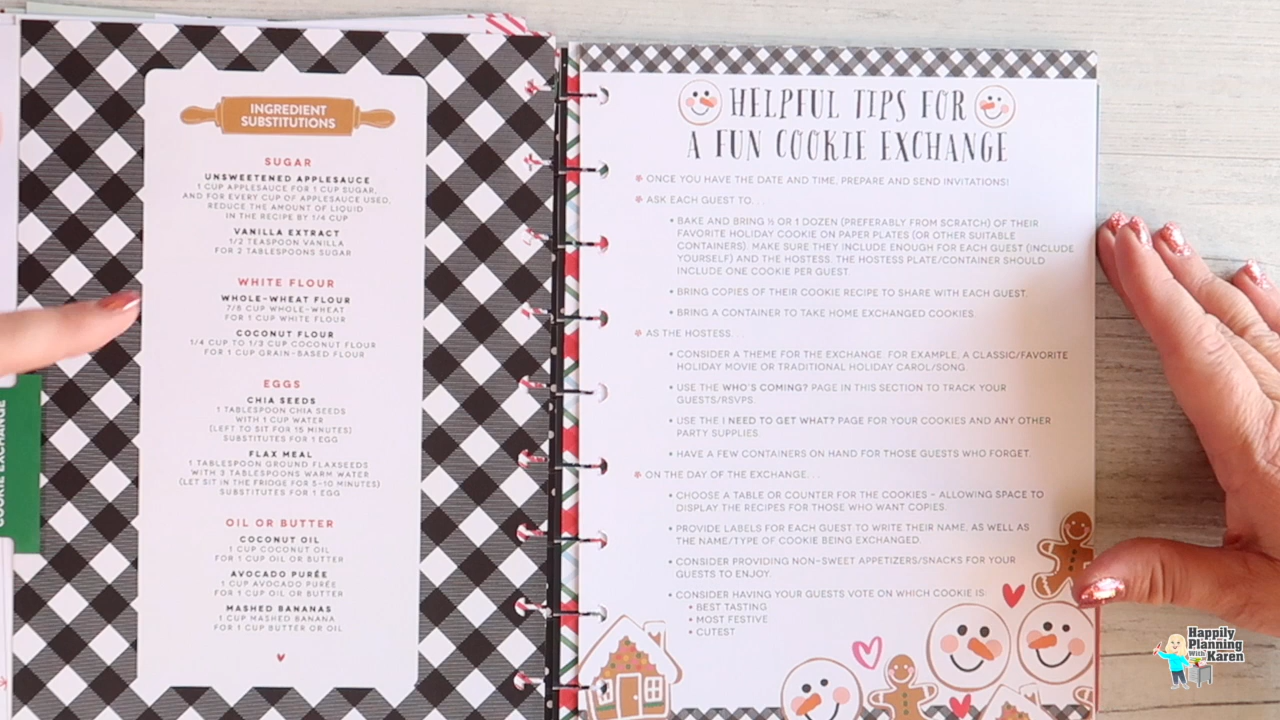 INGREDIENT
SUBSTITUTIONS
SUGAR
UNSWEETENED APPLESAUCE
1 CUP APPLESAUCE FOR 1 CUP SUGAR,
AND FOR EVERY CUP OF APPLESAUCE USED,
REDUCE THE AMOUNT OF LIQUID
IN THE RECIPE BY 1/4 CUP
VANILLA EXTRACT
1/2 TEASPOON VANILLA
FOR 2 TABLESPOONS SUGAR
WHITE FLOUR
WHOLE-WHEAT FLOUR
7/8 CUP WHOLE-WHEAT
FOR 1 CUP WHITE FLOUR
COCONUT FLOUR
1/4 CUP TO 1/3 CUP COCONUT FLOUR
FOR 1 CUP GRAIN-BASED FLOUR
EGGS
CHIA SEEDS
1 TABLESPOON CHIA SEEDS
WITH 1 CUP WATER
(LEFT TO SIT FOR 15 MINUTES)
SUBSTITUTES FOR 1 EGG
FLAX MEAL
1 TABLESPOON GROUND FLAXSEEDS
WITH 3 TABLESPOONS WARM WATER
(LET SIT IN THE FRIDGE FOR 5-10 MINUTES)
SUBSTITUTES FOR 1 EGG
OIL OR BUTTER
COCONUT OIL
1 CUP COCONUT OIL
FOR 1 CUP OIL OR BUTTER
AVOCADO PURÉE
1 CUP AVOCADO PURÉE
FOR 1 CUP OIL OR BUTTER
MASHED BANANAS
1 CUP MASHED BANANA
FOR 1 CUP BUTTER OR OIL
COOKIE EXCHANGE
HELPFUL TIPS FOR
A FUN COOKIE EXCHANGE
ONCE YOU HAVE THE DATE AND TIME, PREPARE AND SEND INVITATIONS!
ASK EACH GUEST TO...
• BAKE AND BRING ½ OR 1 DOZEN (PREFERABLY FROM SCRATCH) OF THEIR
FAVORITE HOLIDAY COOKIE ON PAPER PLATES (OR OTHER SUITABLE
CONTAINERS). MAKE SURE THEY INCLUDE ENOUGH FOR EACH GUEST (INCLUDE
YOURSELF) AND THE HOSTESS. THE HOSTESS PLATE/CONTAINER SHOULD
INCLUDE ONE COOKIE PER GUEST.
• BRING COPIES OF THEIR COOKIE RECIPE TO SHARE WITH EACH GUEST.
• BRING A CONTAINER TO TAKE HOME EXCHANGED COOKIES.
AS THE HOSTESS...
• CONSIDER A THEME FOR THE EXCHANGE. FOR EXAMPLE, A CLASSIC/FAVORITE
HOLIDAY MOVIE OR TRADITIONAL HOLIDAY CAROL/SONG.
• USE THE WHO'S COMING? PAGE IN THIS SECTION TO TRACK YOUR
GUESTS/RSVPS.
• USE THE I NEED TO GET WHAT? PAGE FOR YOUR COOKIES AND ANY OTHER
PARTY SUPPLIES.
• HAVE A FEW CONTAINERS ON HAND FOR THOSE GUESTS WHO FORGET.
ON THE DAY OF THE EXCHANGE...
• CHOOSE A TABLE OR COUNTER FOR THE COOKIES - ALLOWING SPACE TO
DISPLAY THE RECIPES FOR THOSE WHO WANT COPIES.
• PROVIDE LABELS FOR EACH GUEST TO WRITE THEIR NAME, AS WELL AS
THE NAME/TYPE OF COOKIE BEING EXCHANGED.
• CONSIDER PROVIDING NON-SWEET APPETIZERS/SNACKS FOR YOUR
GUESTS TO ENJOY.
• CONSIDER HAVING YOUR GUESTS VOTE ON WHICH COOKIE IS:
• BEST TASTING
• MOST FESTIVE
• CUTEST
Happily
Planning
With
Karen